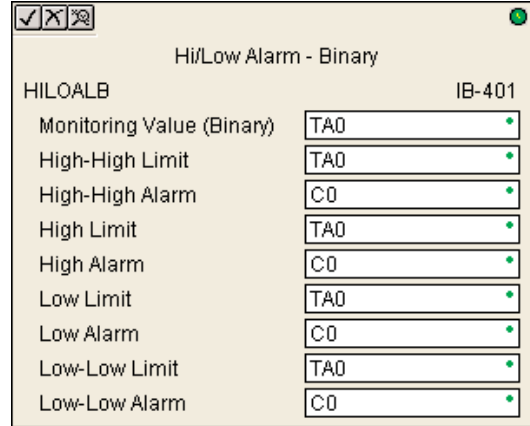 Hi/Low Alarm - Binary
HILOALB IB-401
Monitoring Value (Binary) TA0
High-High Limit TA0
High-High Alarm C0
High Limit TA0
High Alarm C0
Low Limit TA0
Low Alarm C0
Low-Low Limit TA0
Low-Low Alarm C0